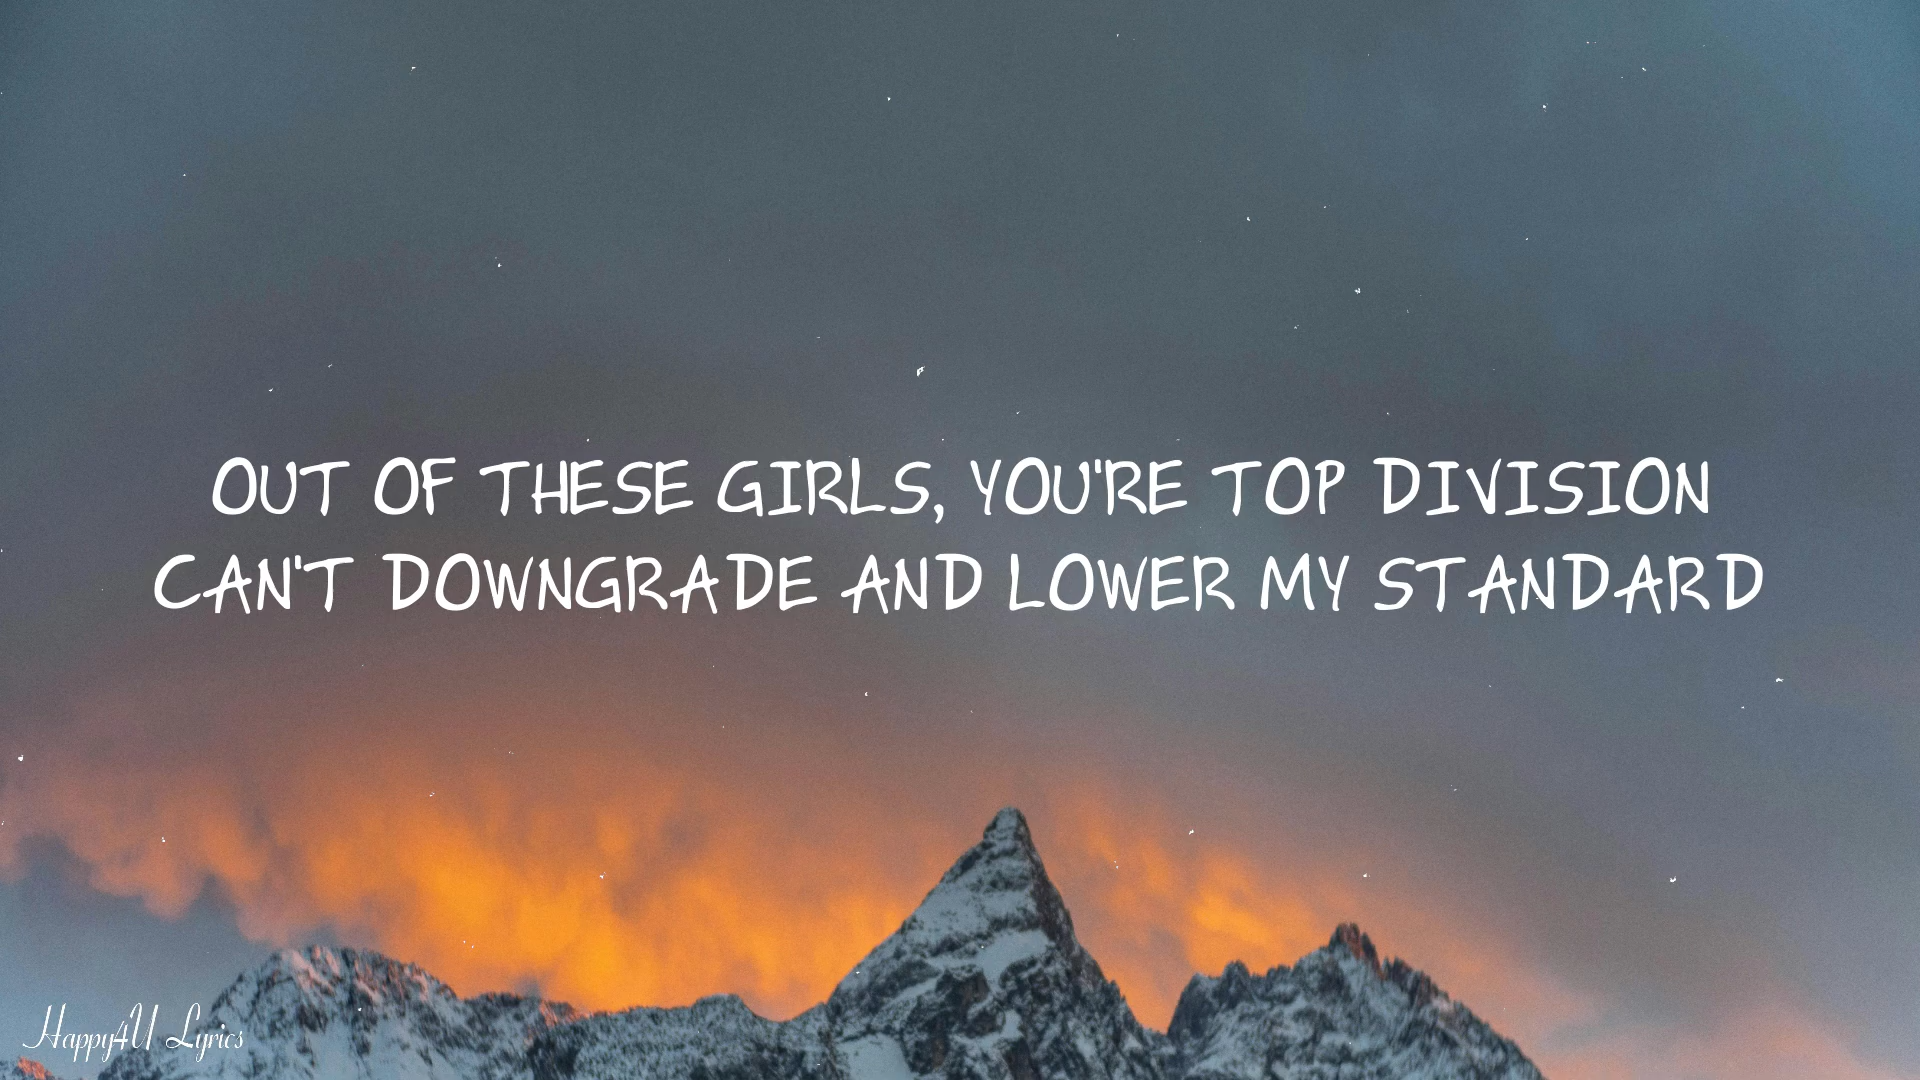 OUT OF THESE GIRLS, YOU'RE TOP DIVISION
CAN'T DOWNGRADE AND LOWER MY STANDARD
Happy4U Lyrics